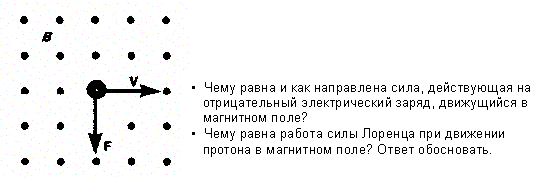 B
V
F
• Чему равна и как направлена сила, действующая на
отрицательный электрический заряд, движущийся в
магнитном поле?
• Чему равна работа силы Лоренца при движении
протона в магнитном поле? Ответ обосновать.